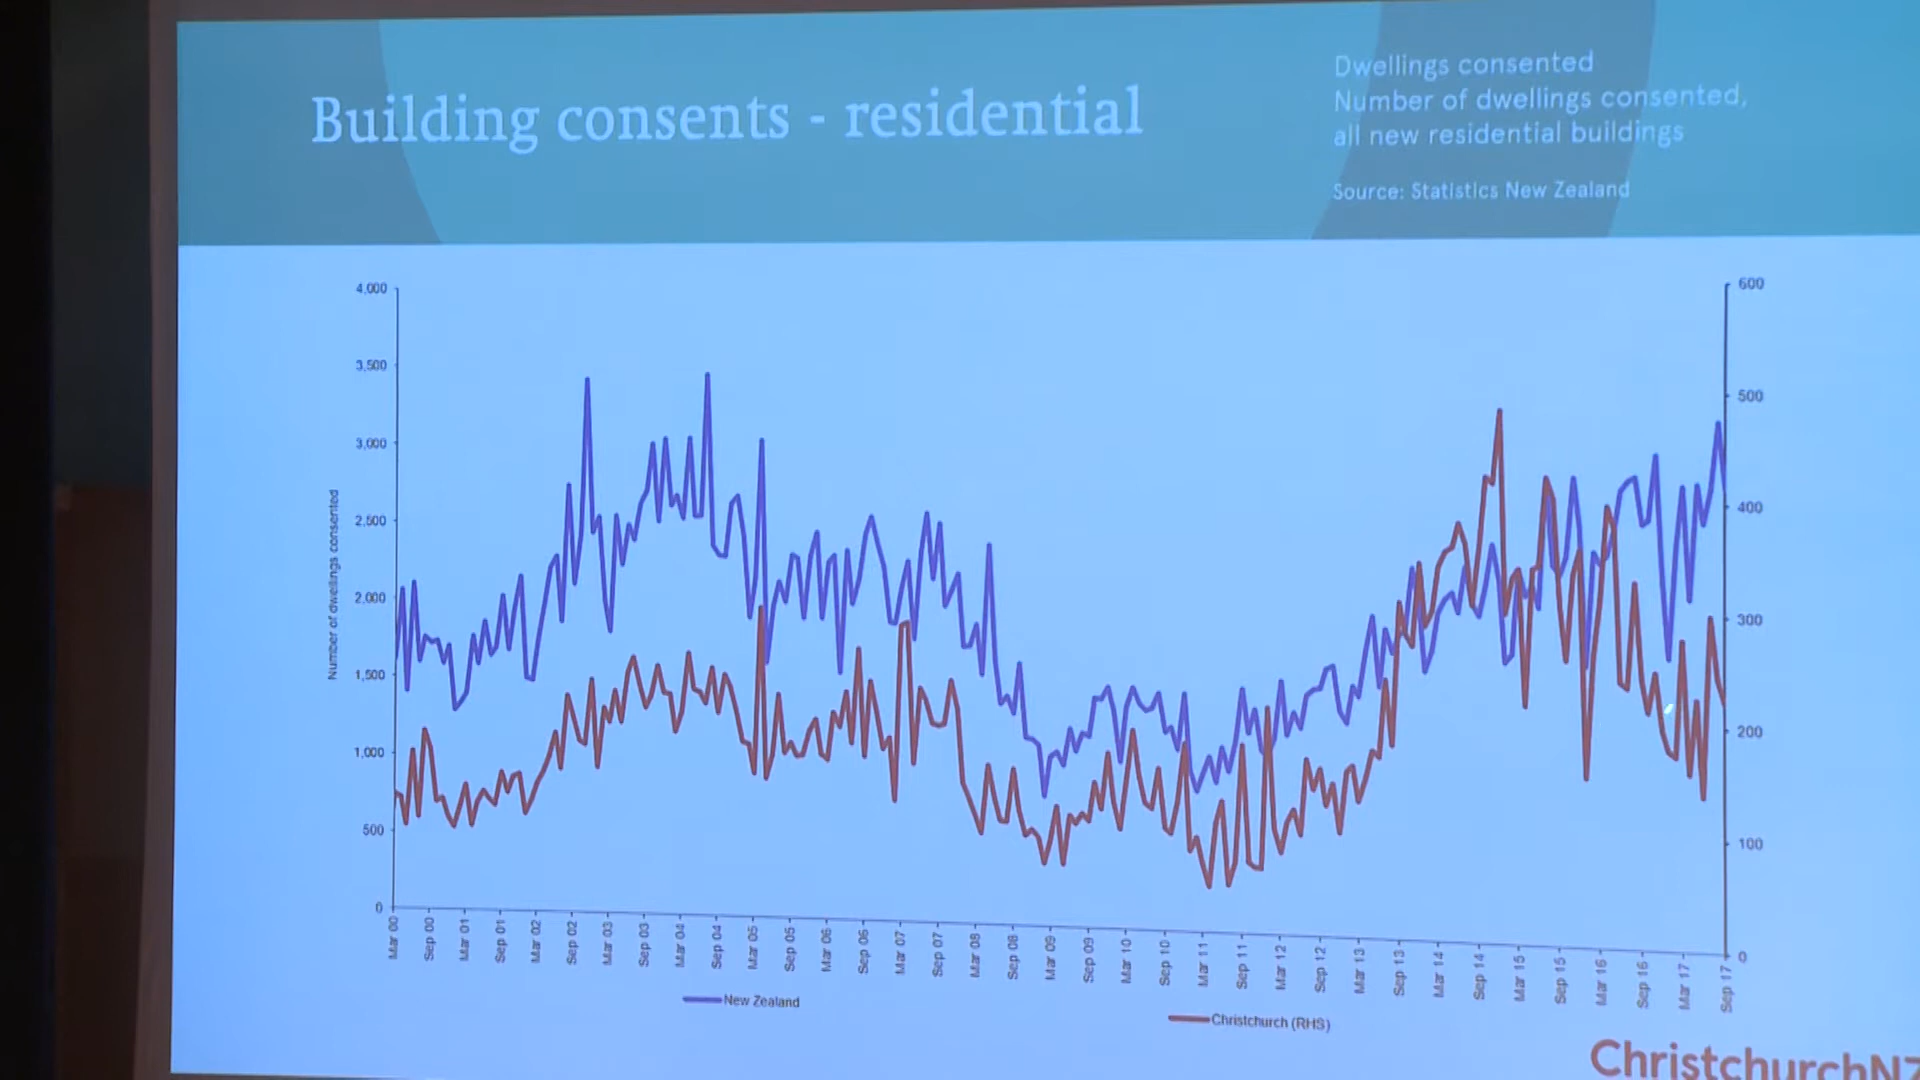 Building consents - residential
Dwellings consented
Number of dwellings consented,
all new residential buildings
Source: Statistics New Zealand
4,000
3,500
3,000
2,500
2,000
1,500
1,000
500
0
Number of dwellings consented
600
500
400
300
200
100
0
Mar 00
Sep 00
Mar 01
Sep 01
Mar 02
Sep 02
Mar 03
Sep 03
Mar 04
Sep 04
Mar 05
Sep 05
Mar 06
Sep 06
Mar 07
Sep 07
Mar 08
Sep 08
Mar 09
Sep 09
Mar 10
Sep 10
Mar 11
Sep 11
Mar 12
Sep 12
Mar 13
Sep 13
Mar 14
Sep 14
Mar 15
Sep 15
Mar 16
Sep 16
Mar 17
Sep 17
New Zealand
Christchurch (RHS)
ChristchurchNZ